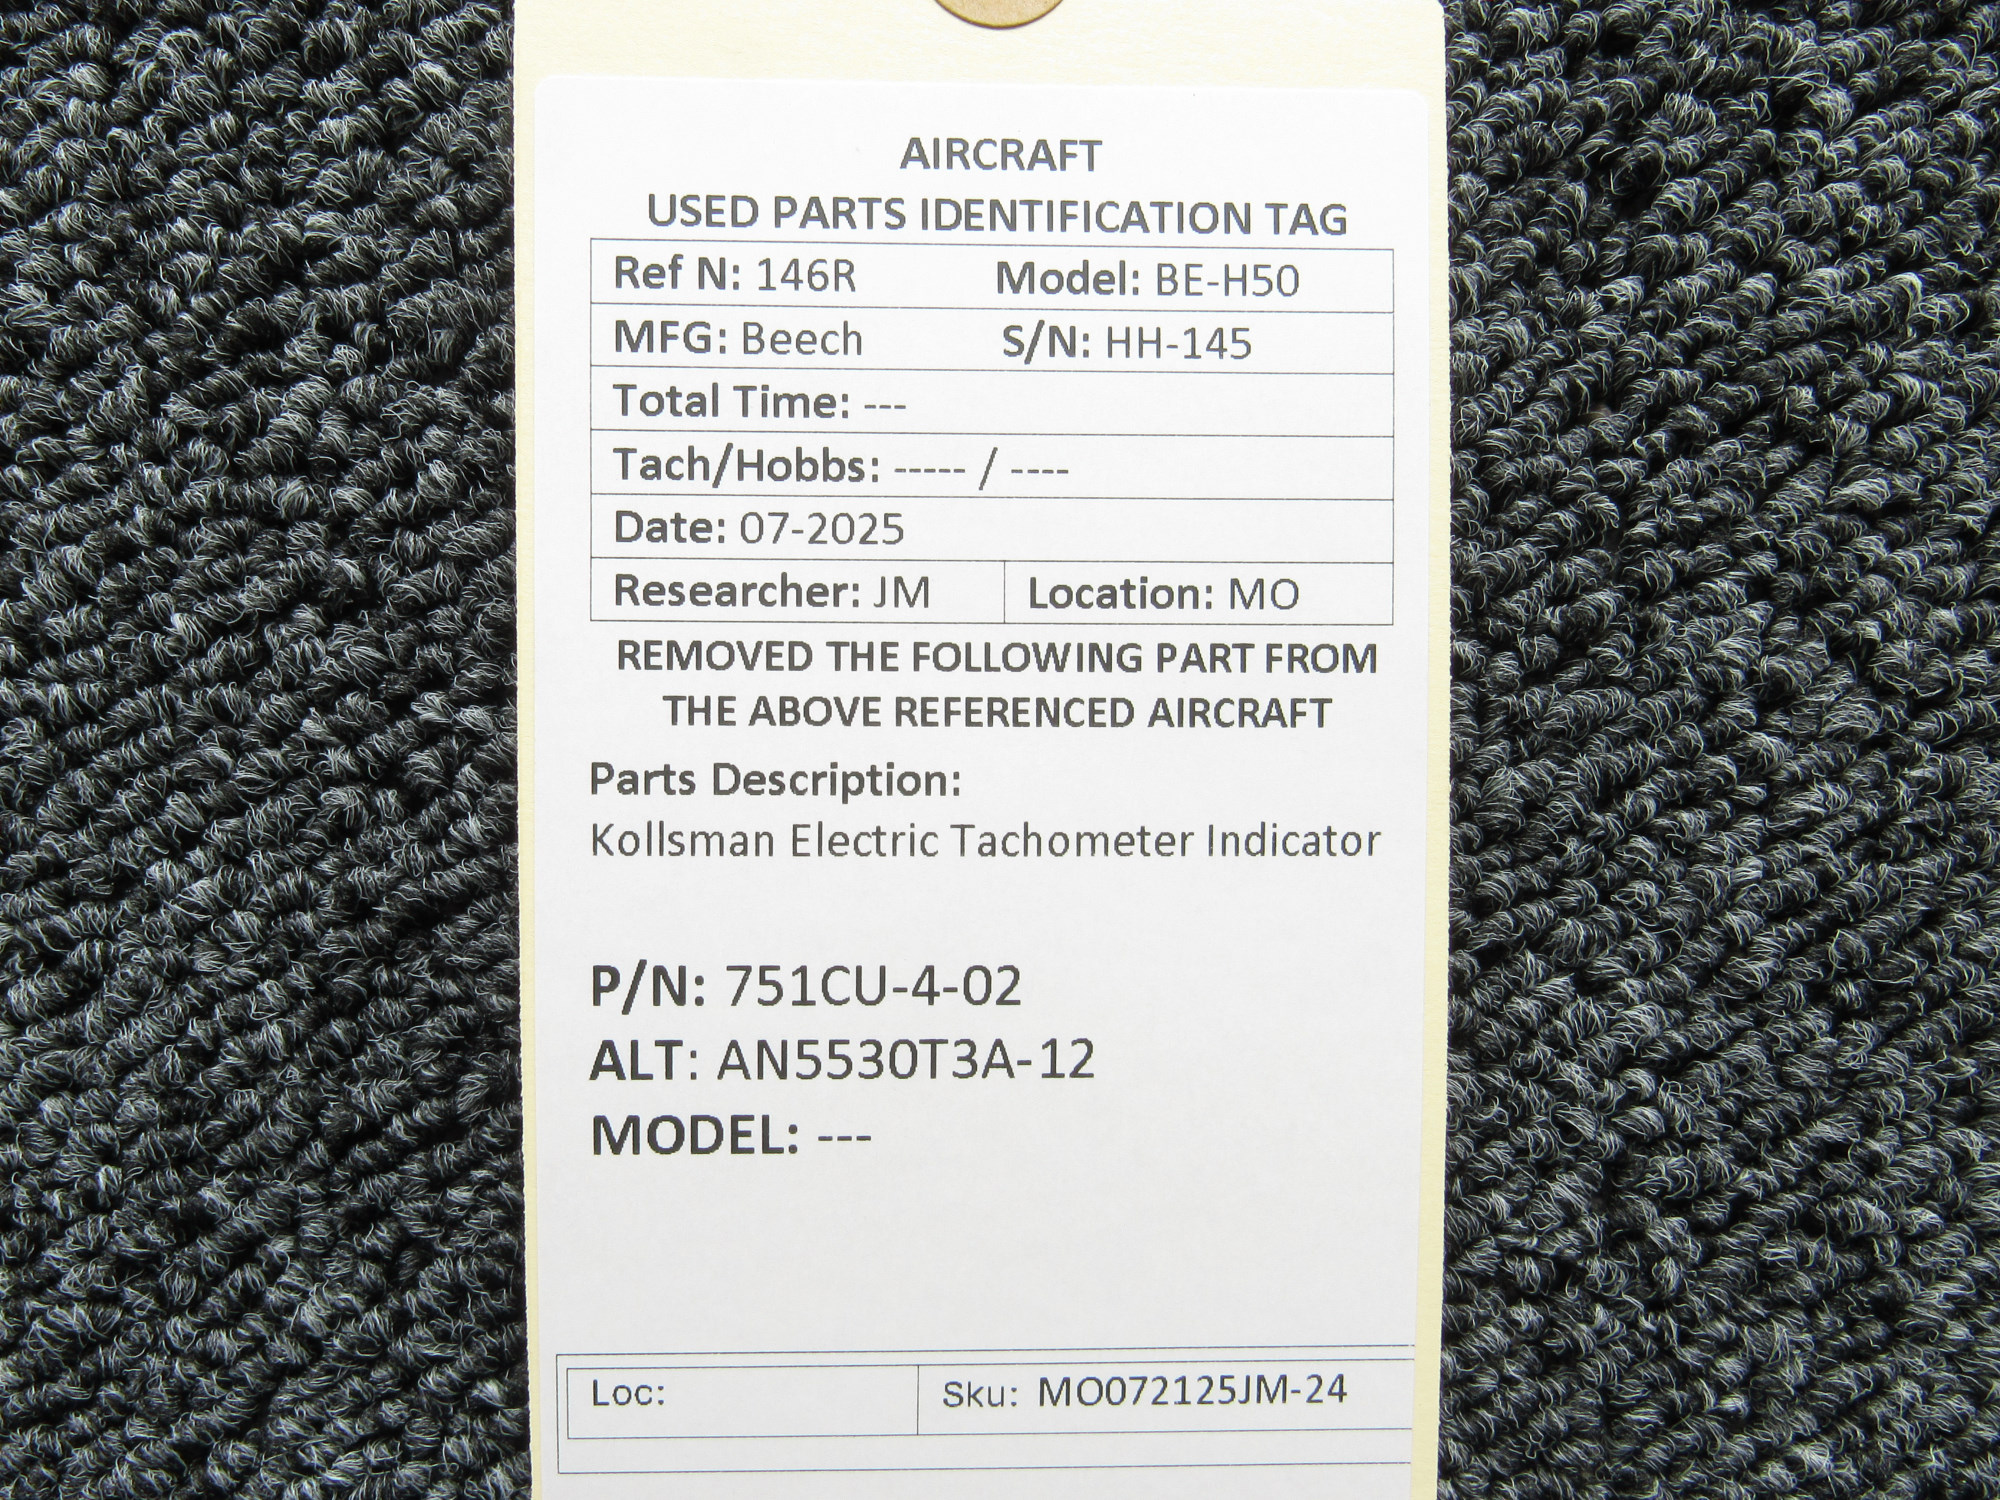 AIRCRAFT
USED PARTS IDENTIFICATION TAG
Ref N: 146R Model: BE-H50
MFG: Beech S/N: HH-145
Total Time: ---
Tach/Hobbs: ----- / ----
Date: 07-2025
Researcher: JM Location: MO
REMOVED THE FOLLOWING PART FROM
THE ABOVE REFERENCED AIRCRAFT
Parts Description:
Kollsman Electric Tachometer Indicator
P/N: 751CU-4-02
ALT: AN5530T3A-12
MODEL: ---
Loc: Sku: MO072125JM-24